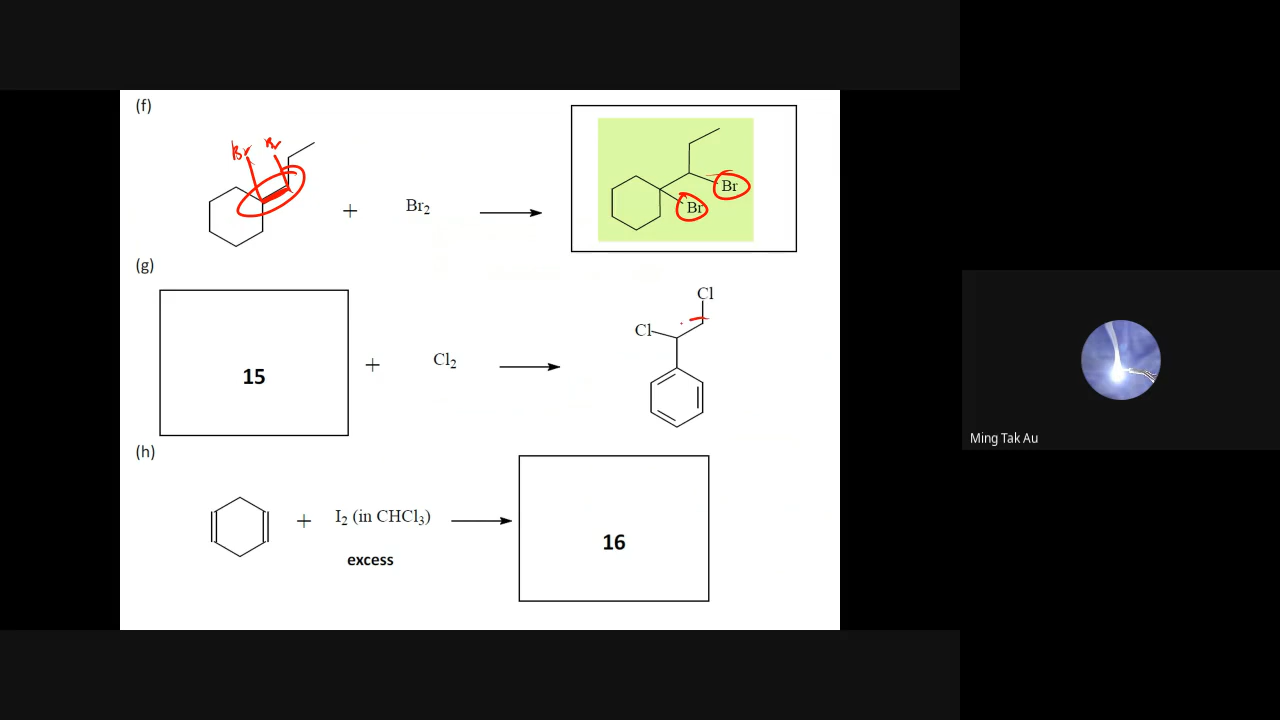 (f)
Br Br
+ Br₂
Br
Br
(g)
Cl
Cl
15 + Cl₂
(h)
+ I₂ (in CHCl₃)
excess
16
Ming Tak Au